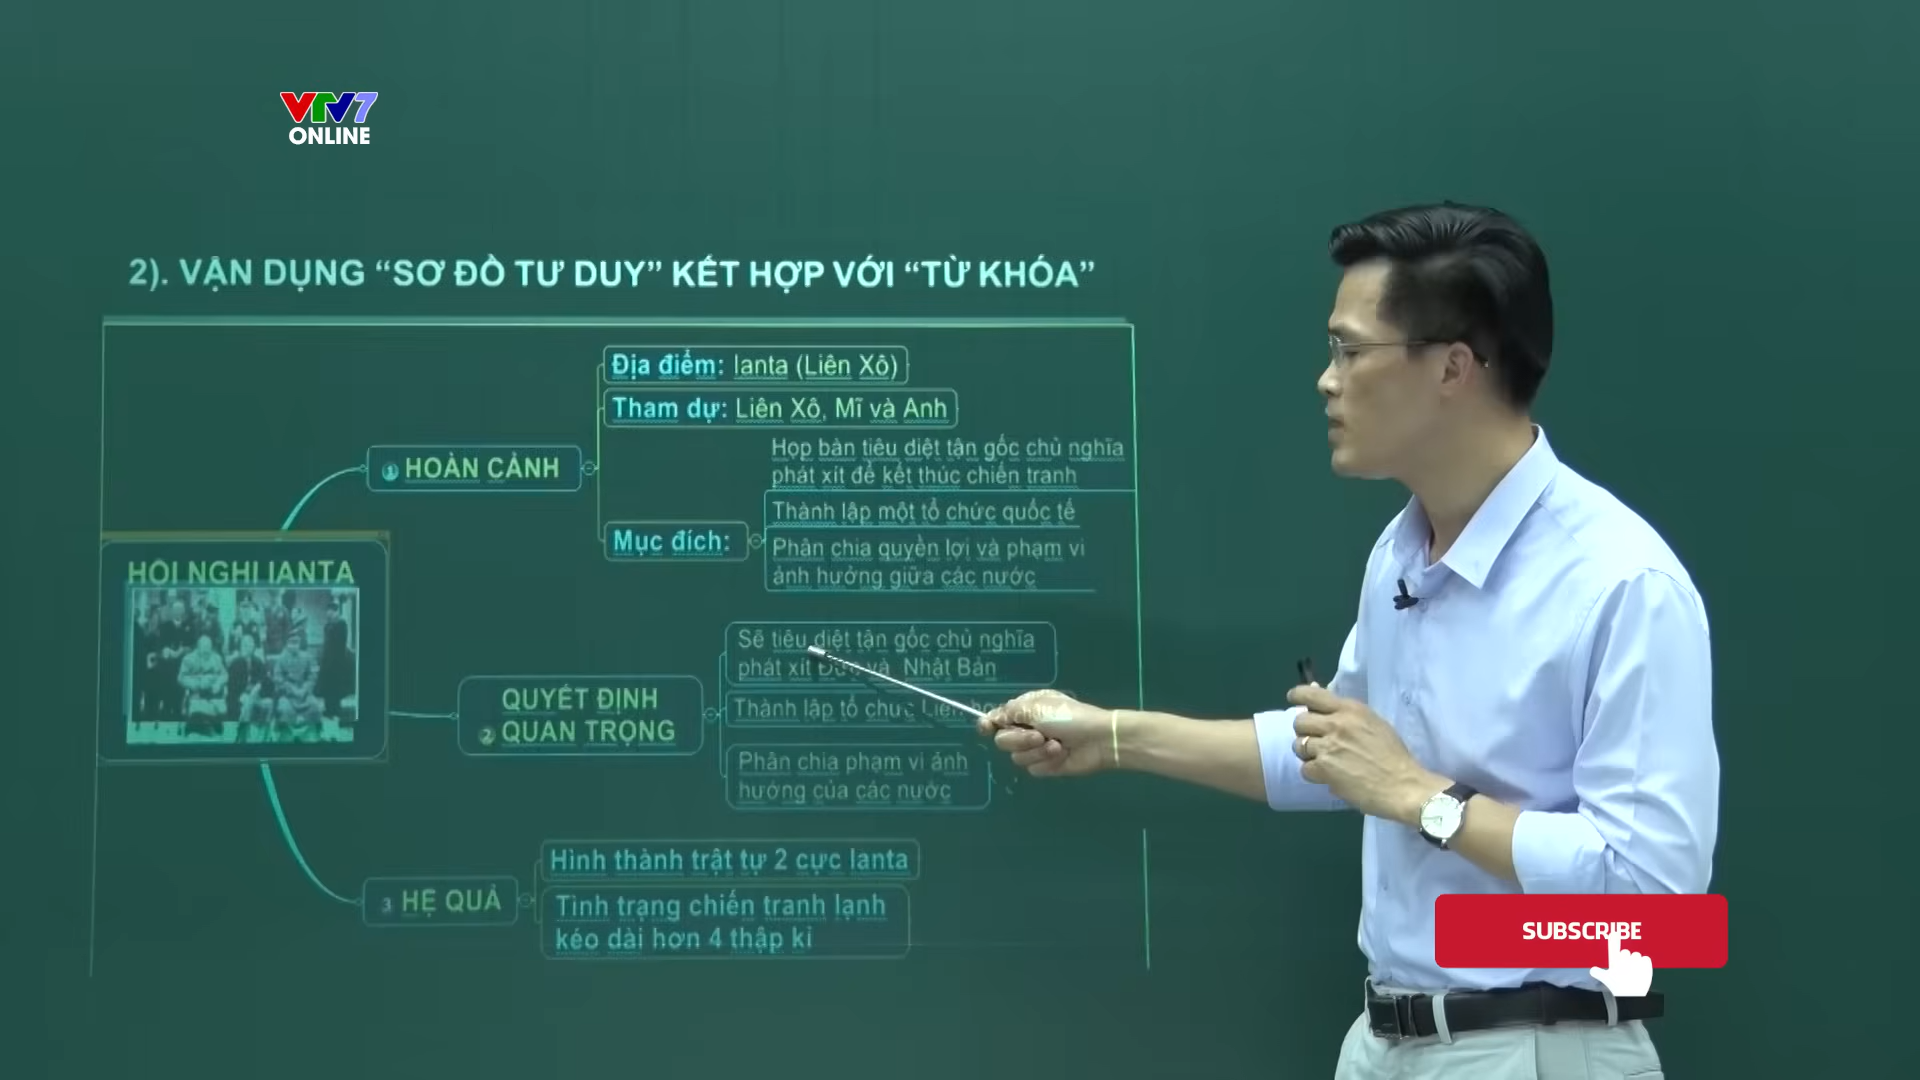 VTV7
ONLINE
2). VẬN DỤNG “SƠ ĐỒ TƯ DUY” KẾT HỢP VỚI “TỪ KHÓA”
Địa điểm: Ianta (Liên Xô)
Tham dự: Liên Xô, Mĩ và Anh
1 HOÀN CẢNH
Họp bàn tiêu diệt tận gốc chủ nghĩa
phát xít để kết thúc chiến tranh
Thành lập một tổ chức quốc tế
Mục đích:
Phân chia quyền lợi và phạm vi
ảnh hưởng giữa các nước
HỘI NGHỊ IANTA
Sẽ tiêu diệt tận gốc chủ nghĩa
phát xít Đức và Nhật Bản
QUYẾT ĐỊNH
2 QUAN TRỌNG
Thành lập tổ chức Liên
Phân chia phạm vi ảnh
hưởng của các nước
Hình thành trật tự 2 cực Ianta
3 HỆ QUẢ
Tình trạng chiến tranh lạnh
kéo dài hơn 4 thập kỉ
SUBSCRIBE